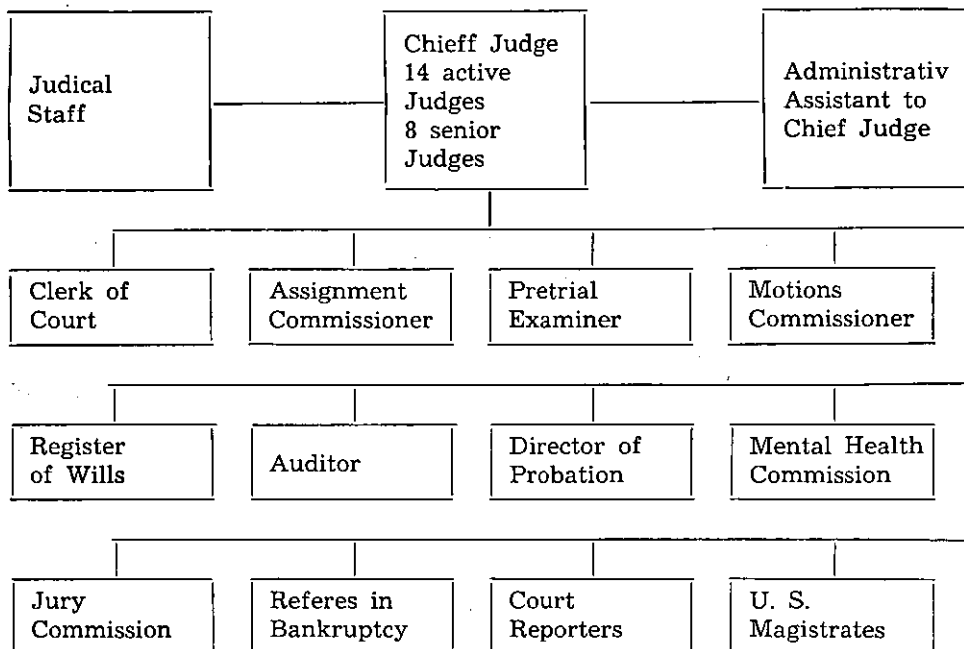 Judical
Staff
Chieff Judge
14 active
Judges
8 senior
Judges
Administrativ
Assistant to
Chief Judge
Clerk of
Court
Assignment
Commissioner
Pretrial
Examiner
Motions
Commissioner
Register
of Wills
Auditor
Director of
Probation
Mental Health
Commission
Jury
Commission
Referes in
Bankruptcy
Court
Reporters
U. S.
Magistrates